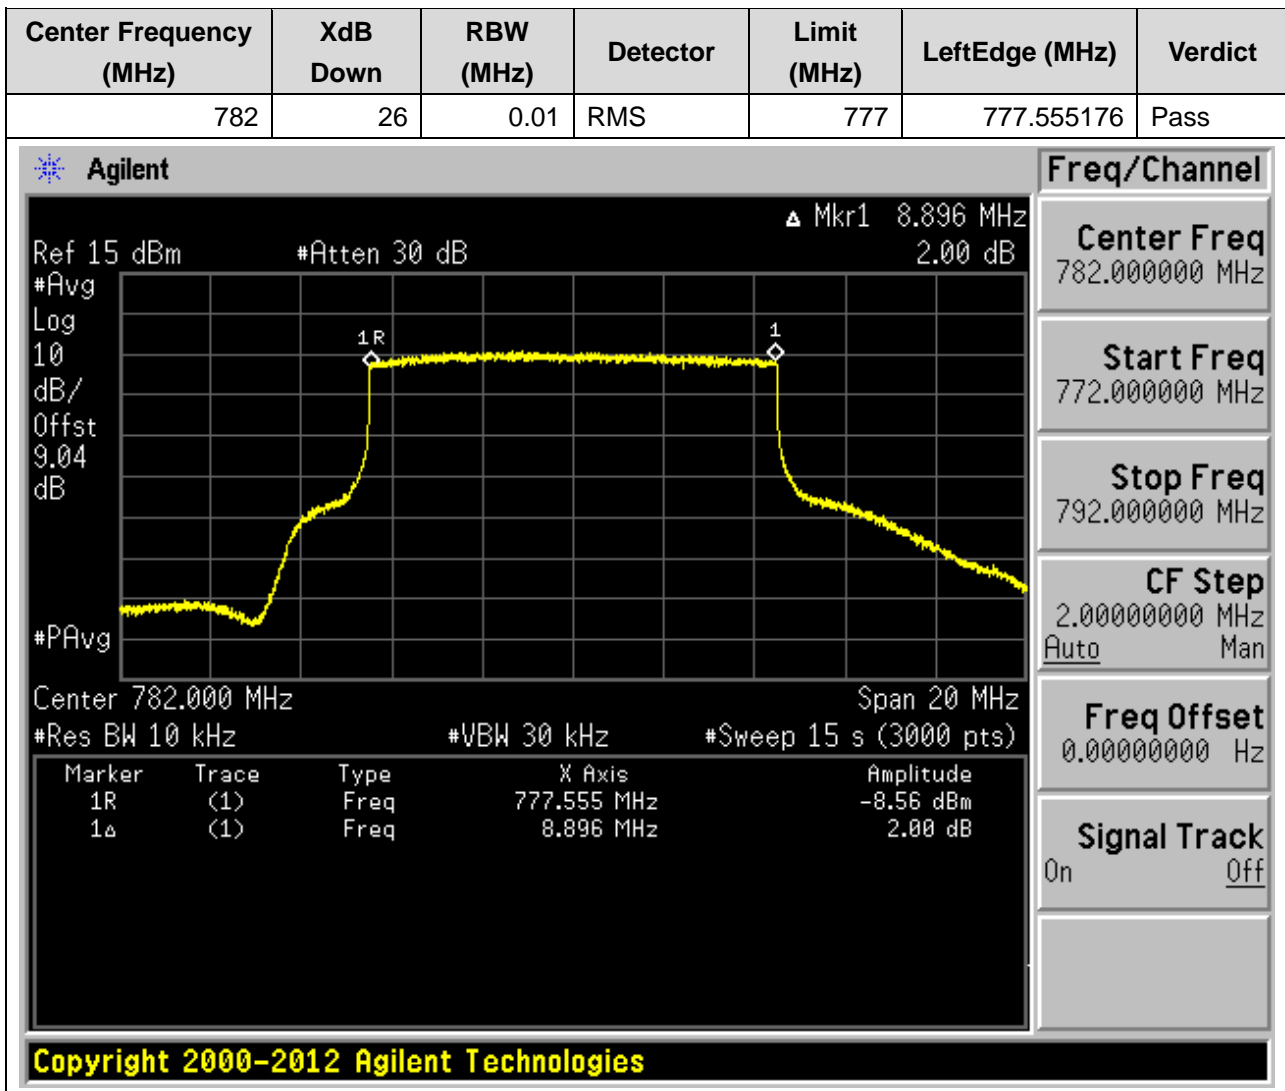 Center Frequency (MHz) XdB Down RBW (MHz) Detector Limit (MHz) LeftEdge (MHz) Verdict
782 26 0.01 RMS 777 777.555176 Pass
Agilent
Freq/Channel
Δ Mkr1 8.896 MHz
Ref 15 dBm #Atten 30 dB 2.00 dB
#Avg
Log
10
dB/
Offst
9.04
dB
#PAvg
1R
1
Center 782.000 MHz Span 20 MHz
#Res BW 10 kHz #VBW 30 kHz #Sweep 15 s (3000 pts)
Marker Trace Type X Axis Amplitude
1R (1) Freq 777.555 MHz -8.56 dBm
1Δ (1) Freq 8.896 MHz 2.00 dB
Center Freq
782.000000 MHz
Start Freq
772.000000 MHz
Stop Freq
792.000000 MHz
CF Step
2.00000000 MHz
Auto Man
Freq Offset
0.00000000 Hz
Signal Track
On Off
Copyright 2000-2012 Agilent Technologies